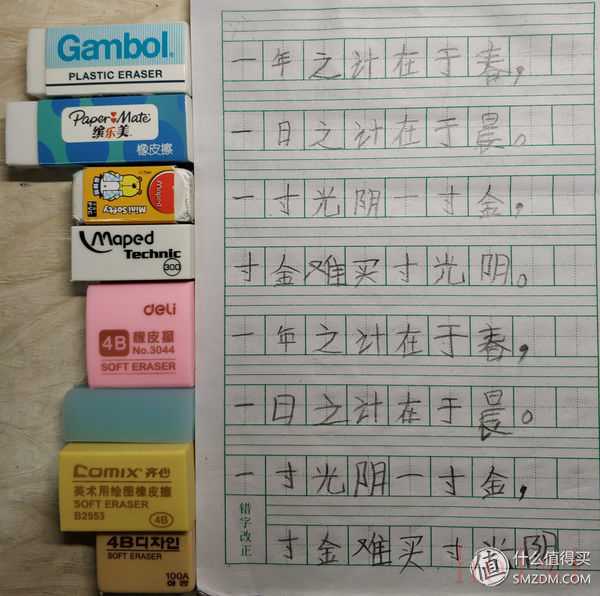 Gambol®
PLASTIC ERASER
Paper Mate
缤乐美®
橡皮擦
Mini Softy
Maped
Maped
Technic
300
deli
4B 橡皮擦
No.3044
SOFT ERASER
Comix 齐心
美术用绘图橡皮擦
SOFT ERASER
B2953
4B
4B디자인
SOFT ERASER
100A
화랑
一年之计在于春，
一日之计在于晨。
一寸光阴一寸金，
寸金难买寸光阴。
一年之计在于春，
一日之计在于晨。
一寸光阴一寸金，
错字改正
寸金难买寸光阴。
值 什么值得买
SMZDM.COM